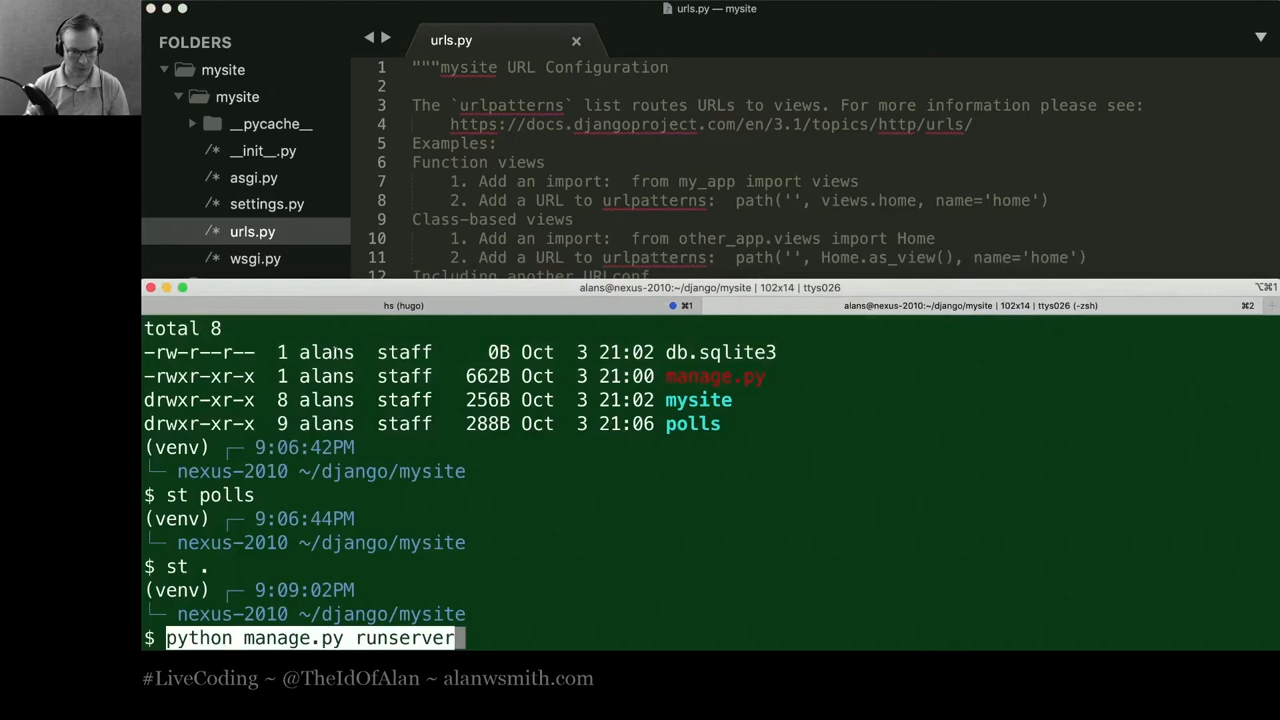 urls.py — mysite
FOLDERS
mysite
mysite
__pycache__
/* __init__.py
/* asgi.py
/* settings.py
/* urls.py
/* wsgi.py
urls.py
1 """mysite URL Configuration
2
3 The `urlpatterns` list routes URLs to views. For more information please see:
4 https://docs.djangoproject.com/en/3.1/topics/http/urls/
5 Examples:
6 Function views
7 1. Add an import:  from my_app import views
8 2. Add a URL to urlpatterns:  path('', views.home, name='home')
9 Class-based views
10 1. Add an import:  from other_app.views import Home
11 2. Add a URL to urlpatterns:  path('', Home.as_view(), name='home')
12 Including another URLconf
alans@nexus-2010:~/django/mysite | 102x14 | ttys026
⌥⌘1
hs (hugo)
⌘1
alans@nexus-2010:~/django/mysite | 102x14 | ttys026 (-zsh)
⌘2
total 8
-rw-r--r-- 1 alans staff 0B Oct 3 21:02 db.sqlite3
-rwxr-xr-x 1 alans staff 662B Oct 3 21:00 manage.py
drwxr-xr-x 8 alans staff 256B Oct 3 21:02 mysite
drwxr-xr-x 9 alans staff 288B Oct 3 21:06 polls
(venv) ┌─ 9:06:42PM
└─ nexus-2010 ~/django/mysite
$ st polls
(venv) ┌─ 9:06:44PM
└─ nexus-2010 ~/django/mysite
$ st .
(venv) ┌─ 9:09:02PM
└─ nexus-2010 ~/django/mysite
$ python manage.py runserver
#LiveCoding ~ @TheIdOfAlan ~ alanwsmith.com